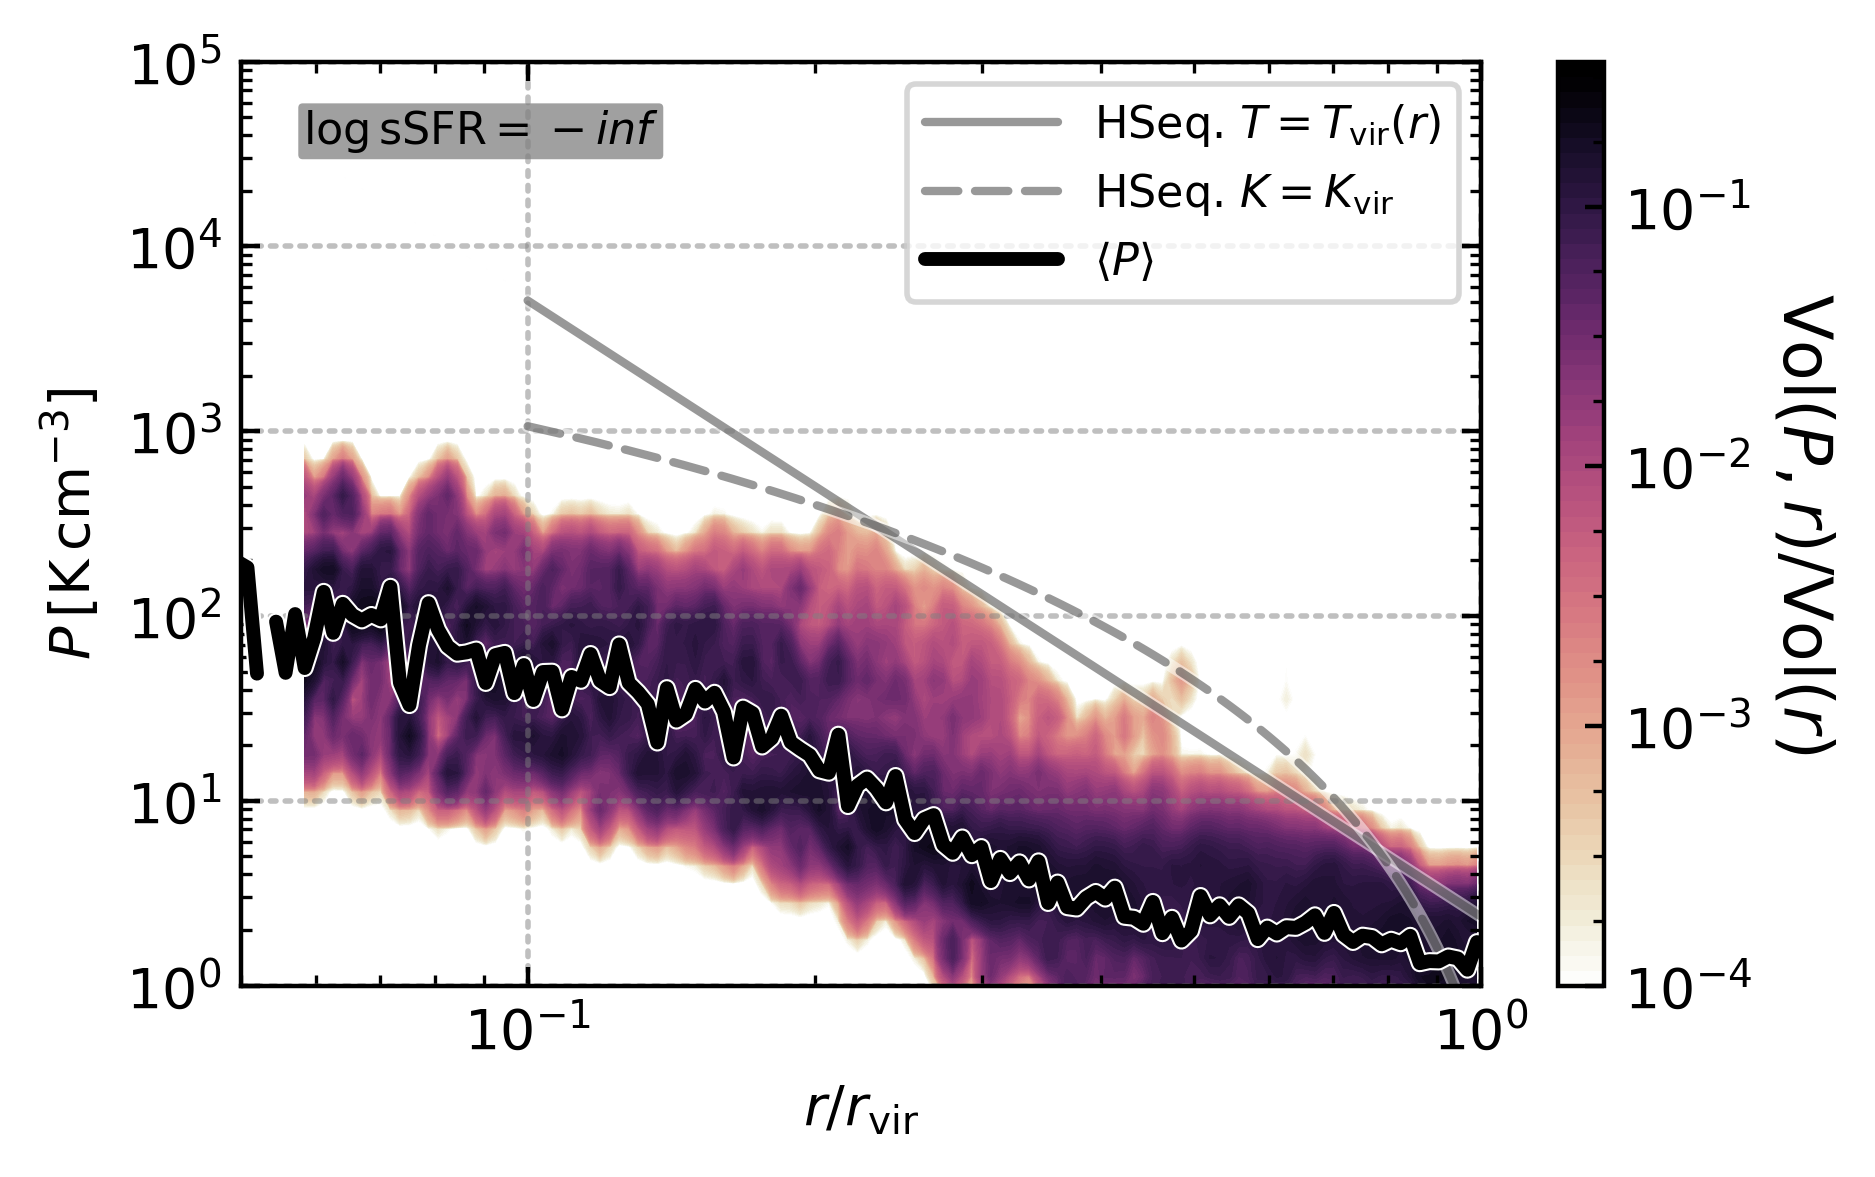 10^5
10^4
10^3
10^2
10^1
10^0
P [K cm^−3]
log sSFR = −inf
HSeq. T = T_vir(r)
HSeq. K = K_vir
⟨P⟩
10^−1
10^0
r/r_vir
10^−1
10^−2
10^−3
10^−4
Vol(P, r)/Vol(r)